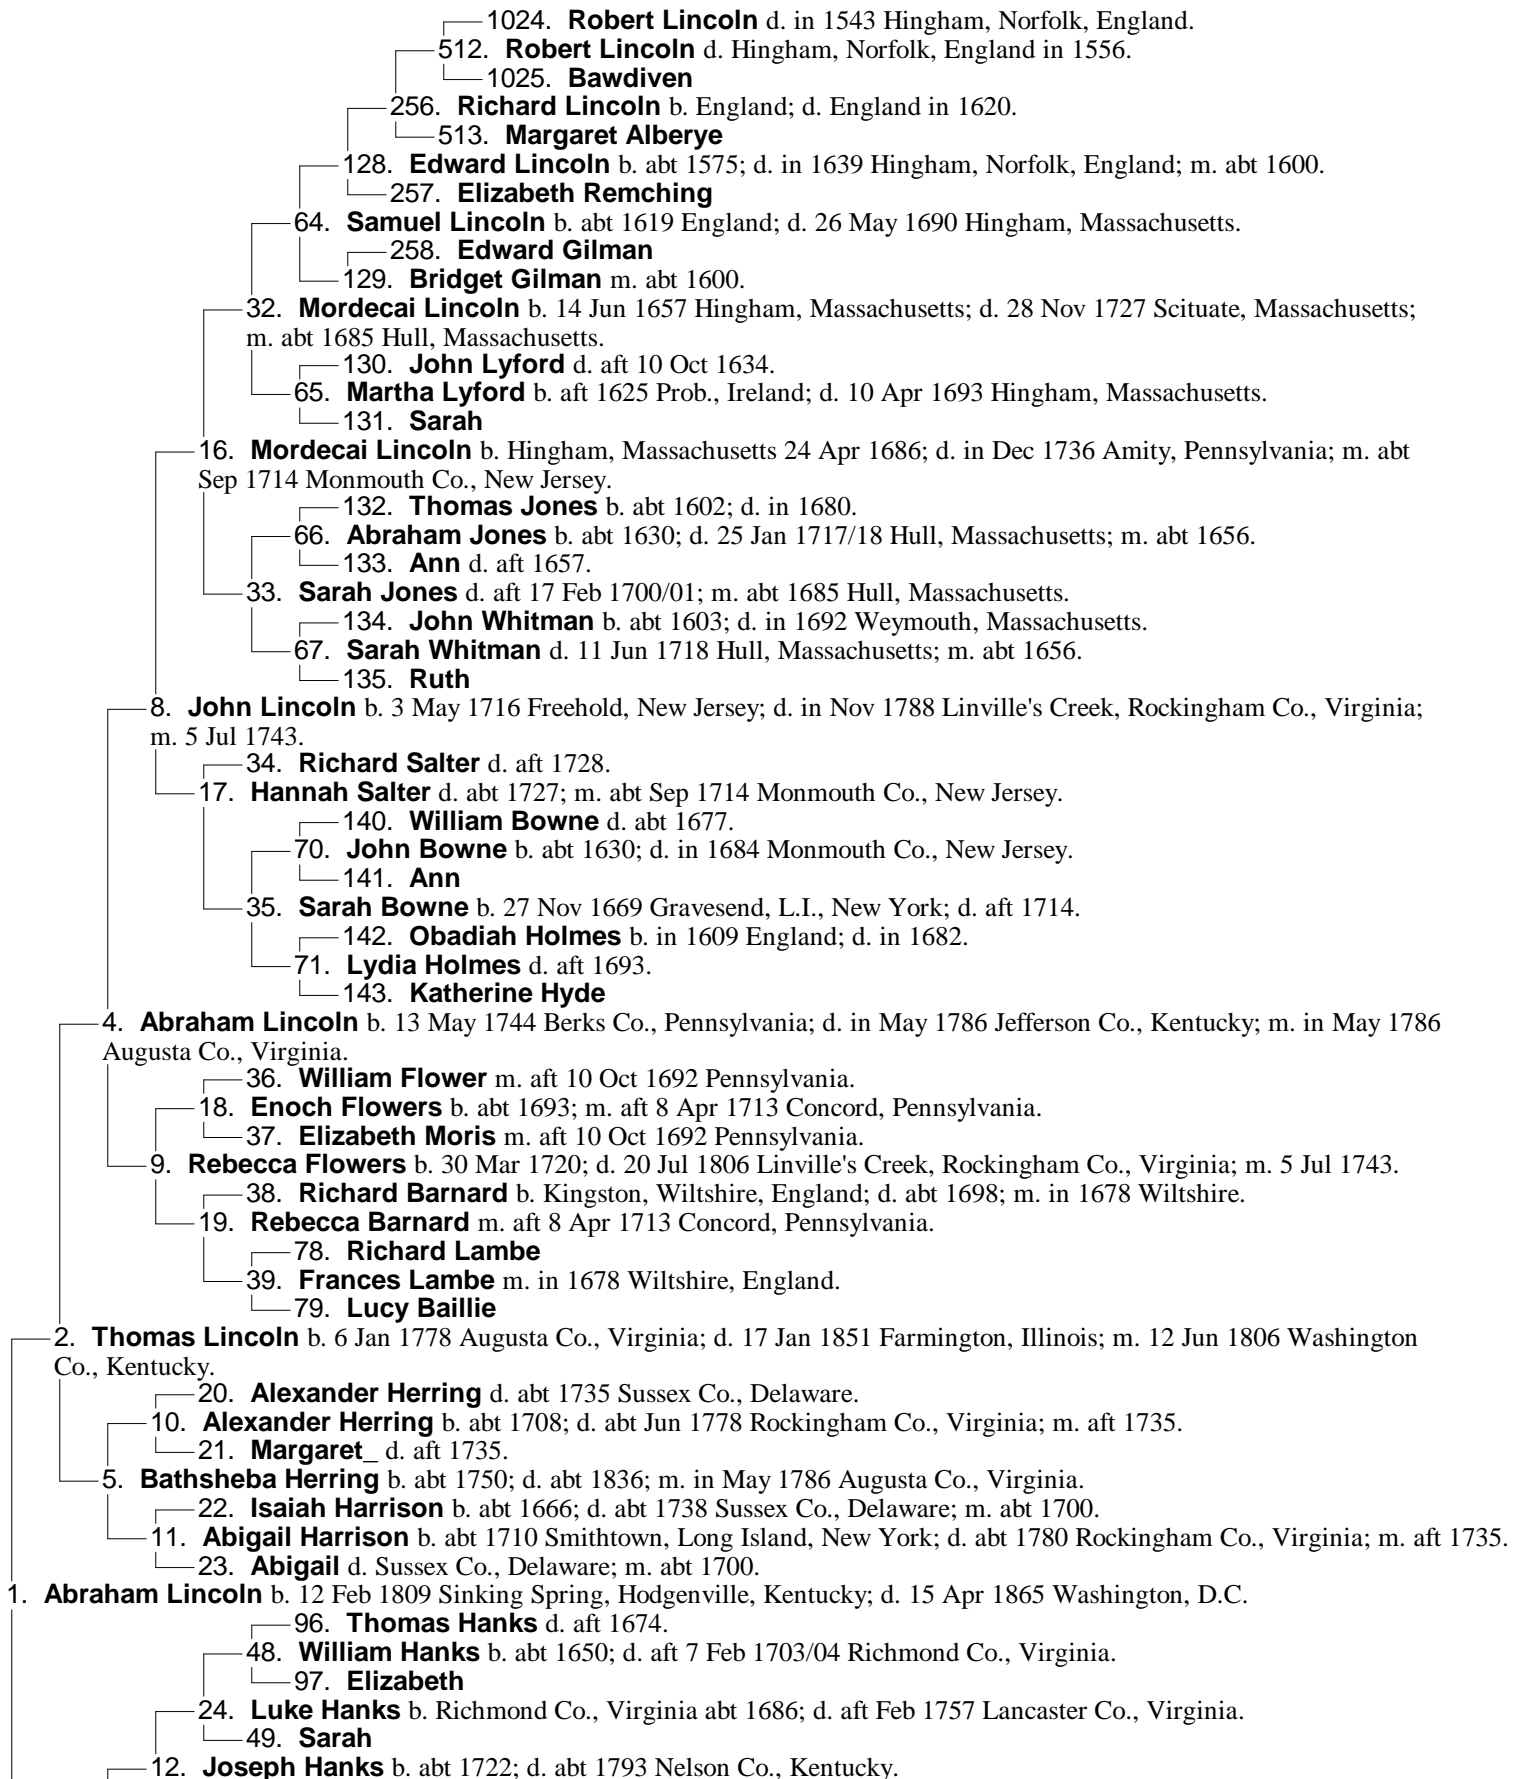 1024. Robert Lincoln d. in 1543 Hingham, Norfolk, England.
512. Robert Lincoln d. Hingham, Norfolk, England in 1556.
1025. Bawdiven
256. Richard Lincoln b. England; d. England in 1620.
513. Margaret Alberye
128. Edward Lincoln b. abt 1575; d. in 1639 Hingham, Norfolk, England; m. abt 1600.
257. Elizabeth Remching
64. Samuel Lincoln b. abt 1619 England; d. 26 May 1690 Hingham, Massachusetts.
258. Edward Gilman
129. Bridget Gilman m. abt 1600.
32. Mordecai Lincoln b. 14 Jun 1657 Hingham, Massachusetts; d. 28 Nov 1727 Scituate, Massachusetts;
m. abt 1685 Hull, Massachusetts.
130. John Lyford d. aft 10 Oct 1634.
65. Martha Lyford b. aft 1625 Prob., Ireland; d. 10 Apr 1693 Hingham, Massachusetts.
131. Sarah
16. Mordecai Lincoln b. Hingham, Massachusetts 24 Apr 1686; d. in Dec 1736 Amity, Pennsylvania; m. abt
Sep 1714 Monmouth Co., New Jersey.
132. Thomas Jones b. abt 1602; d. in 1680.
66. Abraham Jones b. abt 1630; d. 25 Jan 1717/18 Hull, Massachusetts; m. abt 1656.
133. Ann d. aft 1657.
33. Sarah Jones d. aft 17 Feb 1700/01; m. abt 1685 Hull, Massachusetts.
134. John Whitman b. abt 1603; d. in 1692 Weymouth, Massachusetts.
67. Sarah Whitman d. 11 Jun 1718 Hull, Massachusetts; m. abt 1656.
135. Ruth
8. John Lincoln b. 3 May 1716 Freehold, New Jersey; d. in Nov 1788 Linville's Creek, Rockingham Co., Virginia;
m. 5 Jul 1743.
34. Richard Salter d. aft 1728.
17. Hannah Salter d. abt 1727; m. abt Sep 1714 Monmouth Co., New Jersey.
140. William Bowne d. abt 1677.
70. John Bowne b. abt 1630; d. in 1684 Monmouth Co., New Jersey.
141. Ann
35. Sarah Bowne b. 27 Nov 1669 Gravesend, L.I., New York; d. aft 1714.
142. Obadiah Holmes b. in 1609 England; d. in 1682.
71. Lydia Holmes d. aft 1693.
143. Katherine Hyde
4. Abraham Lincoln b. 13 May 1744 Berks Co., Pennsylvania; d. in May 1786 Jefferson Co., Kentucky; m. in May 1786
Augusta Co., Virginia.
36. William Flower m. aft 10 Oct 1692 Pennsylvania.
18. Enoch Flowers b. abt 1693; m. aft 8 Apr 1713 Concord, Pennsylvania.
37. Elizabeth Moris m. aft 10 Oct 1692 Pennsylvania.
9. Rebecca Flowers b. 30 Mar 1720; d. 20 Jul 1806 Linville's Creek, Rockingham Co., Virginia; m. 5 Jul 1743.
38. Richard Barnard b. Kingston, Wiltshire, England; d. abt 1698; m. in 1678 Wiltshire.
19. Rebecca Barnard m. aft 8 Apr 1713 Concord, Pennsylvania.
78. Richard Lambe
39. Frances Lambe m. in 1678 Wiltshire, England.
79. Lucy Baillie
2. Thomas Lincoln b. 6 Jan 1778 Augusta Co., Virginia; d. 17 Jan 1851 Farmington, Illinois; m. 12 Jun 1806 Washington
Co., Kentucky.
20. Alexander Herring d. abt 1735 Sussex Co., Delaware.
10. Alexander Herring b. abt 1708; d. abt Jun 1778 Rockingham Co., Virginia; m. aft 1735.
21. Margaret_ d. aft 1735.
5. Bathsheba Herring b. abt 1750; d. abt 1836; m. in May 1786 Augusta Co., Virginia.
22. Isaiah Harrison b. abt 1666; d. abt 1738 Sussex Co., Delaware; m. abt 1700.
11. Abigail Harrison b. abt 1710 Smithtown, Long Island, New York; d. abt 1780 Rockingham Co., Virginia; m. aft 1735.
23. Abigail d. Sussex Co., Delaware; m. abt 1700.
1. Abraham Lincoln b. 12 Feb 1809 Sinking Spring, Hodgenville, Kentucky; d. 15 Apr 1865 Washington, D.C.
96. Thomas Hanks d. aft 1674.
48. William Hanks b. abt 1650; d. aft 7 Feb 1703/04 Richmond Co., Virginia.
97. Elizabeth
24. Luke Hanks b. Richmond Co., Virginia abt 1686; d. aft Feb 1757 Lancaster Co., Virginia.
49. Sarah
12. Joseph Hanks b. abt 1722; d. abt 1793 Nelson Co., Kentucky.